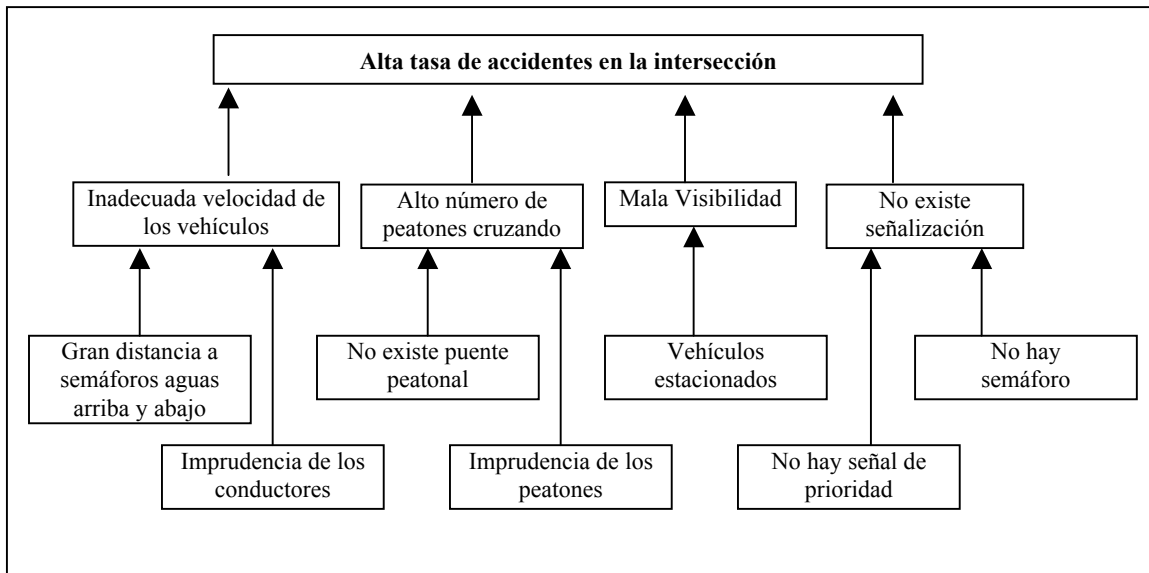 Alta tasa de accidentes en la intersección
Inadecuada velocidad de
los vehículos
Alto número de
peatones cruzando
Mala Visibilidad
No existe
señalización
Gran distancia a
semáforos aguas
arriba y abajo
No existe puente
peatonal
Vehículos
estacionados
No hay
semáforo
Imprudencia de los
conductores
Imprudencia de los
peatones
No hay señal de
prioridad